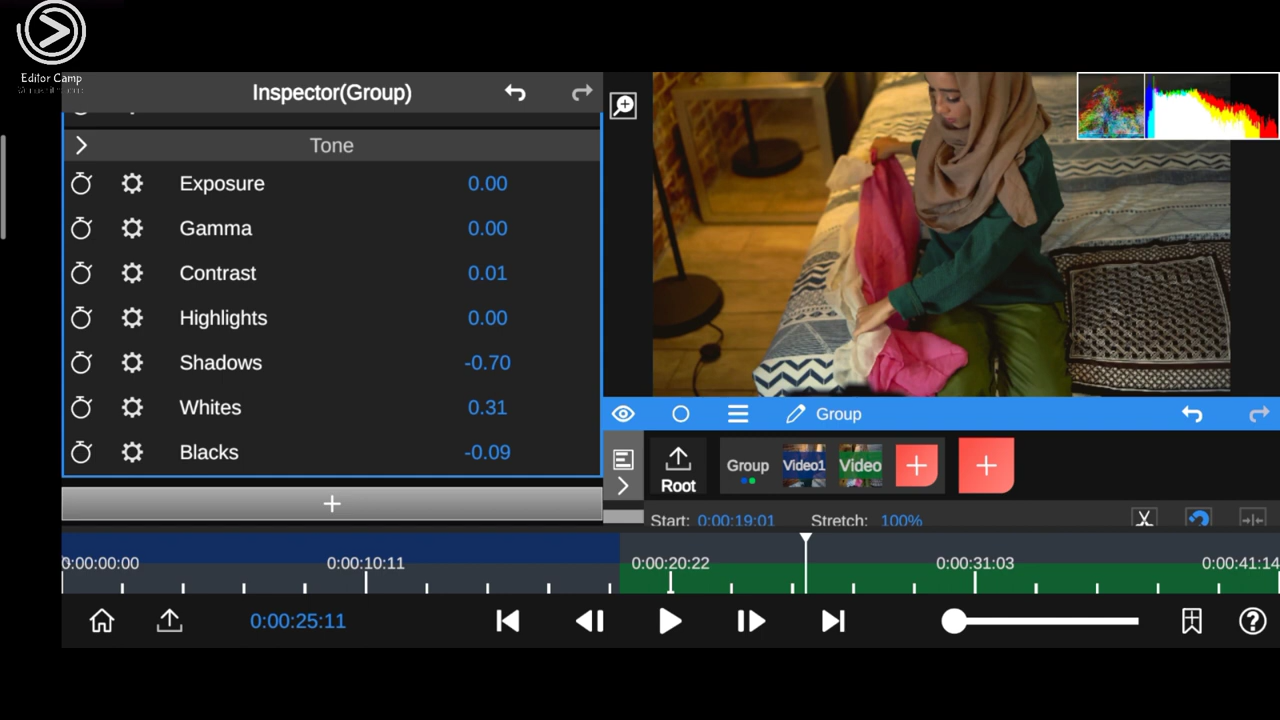 Editor Camp
Inspector(Group)
Tone
Exposure 0.00
Gamma 0.00
Contrast 0.01
Highlights 0.00
Shadows -0.70
Whites 0.31
Blacks -0.09
Group
Root
Group
Video1
Video
Start: 0:00:19:01 Stretch: 100%
0:00:00:00 0:00:10:11 0:00:20:22 0:00:31:03 0:00:41:14
0:00:25:11